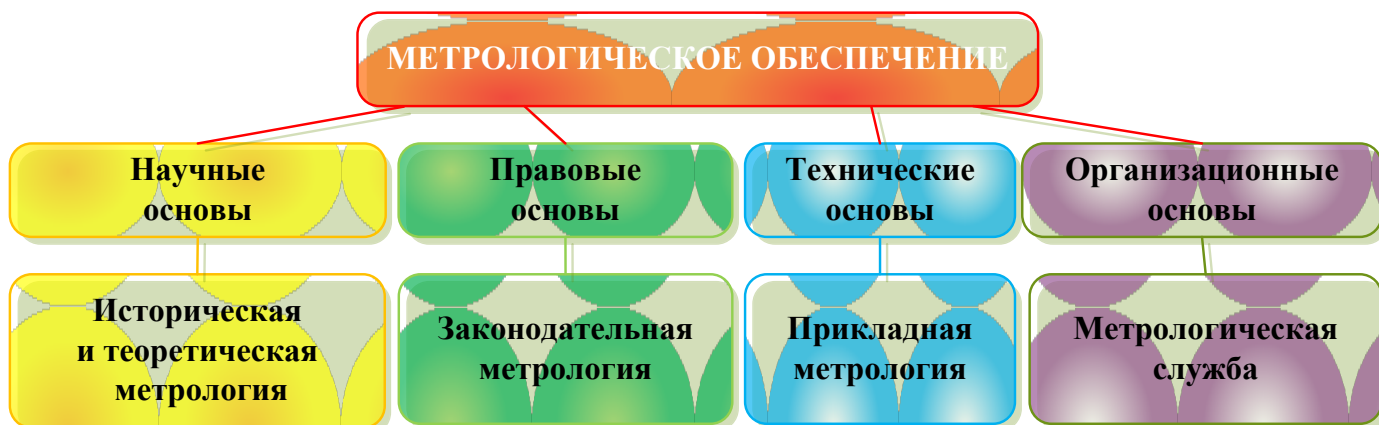 МЕТРОЛОГИЧЕСКОЕ ОБЕСПЕЧЕНИЕ
Научные
основы
Правовые
основы
Технические
основы
Организационные
основы
Историческая
и теоретическая
метрология
Законодательная
метрология
Прикладная
метрология
Метрологическая
служба